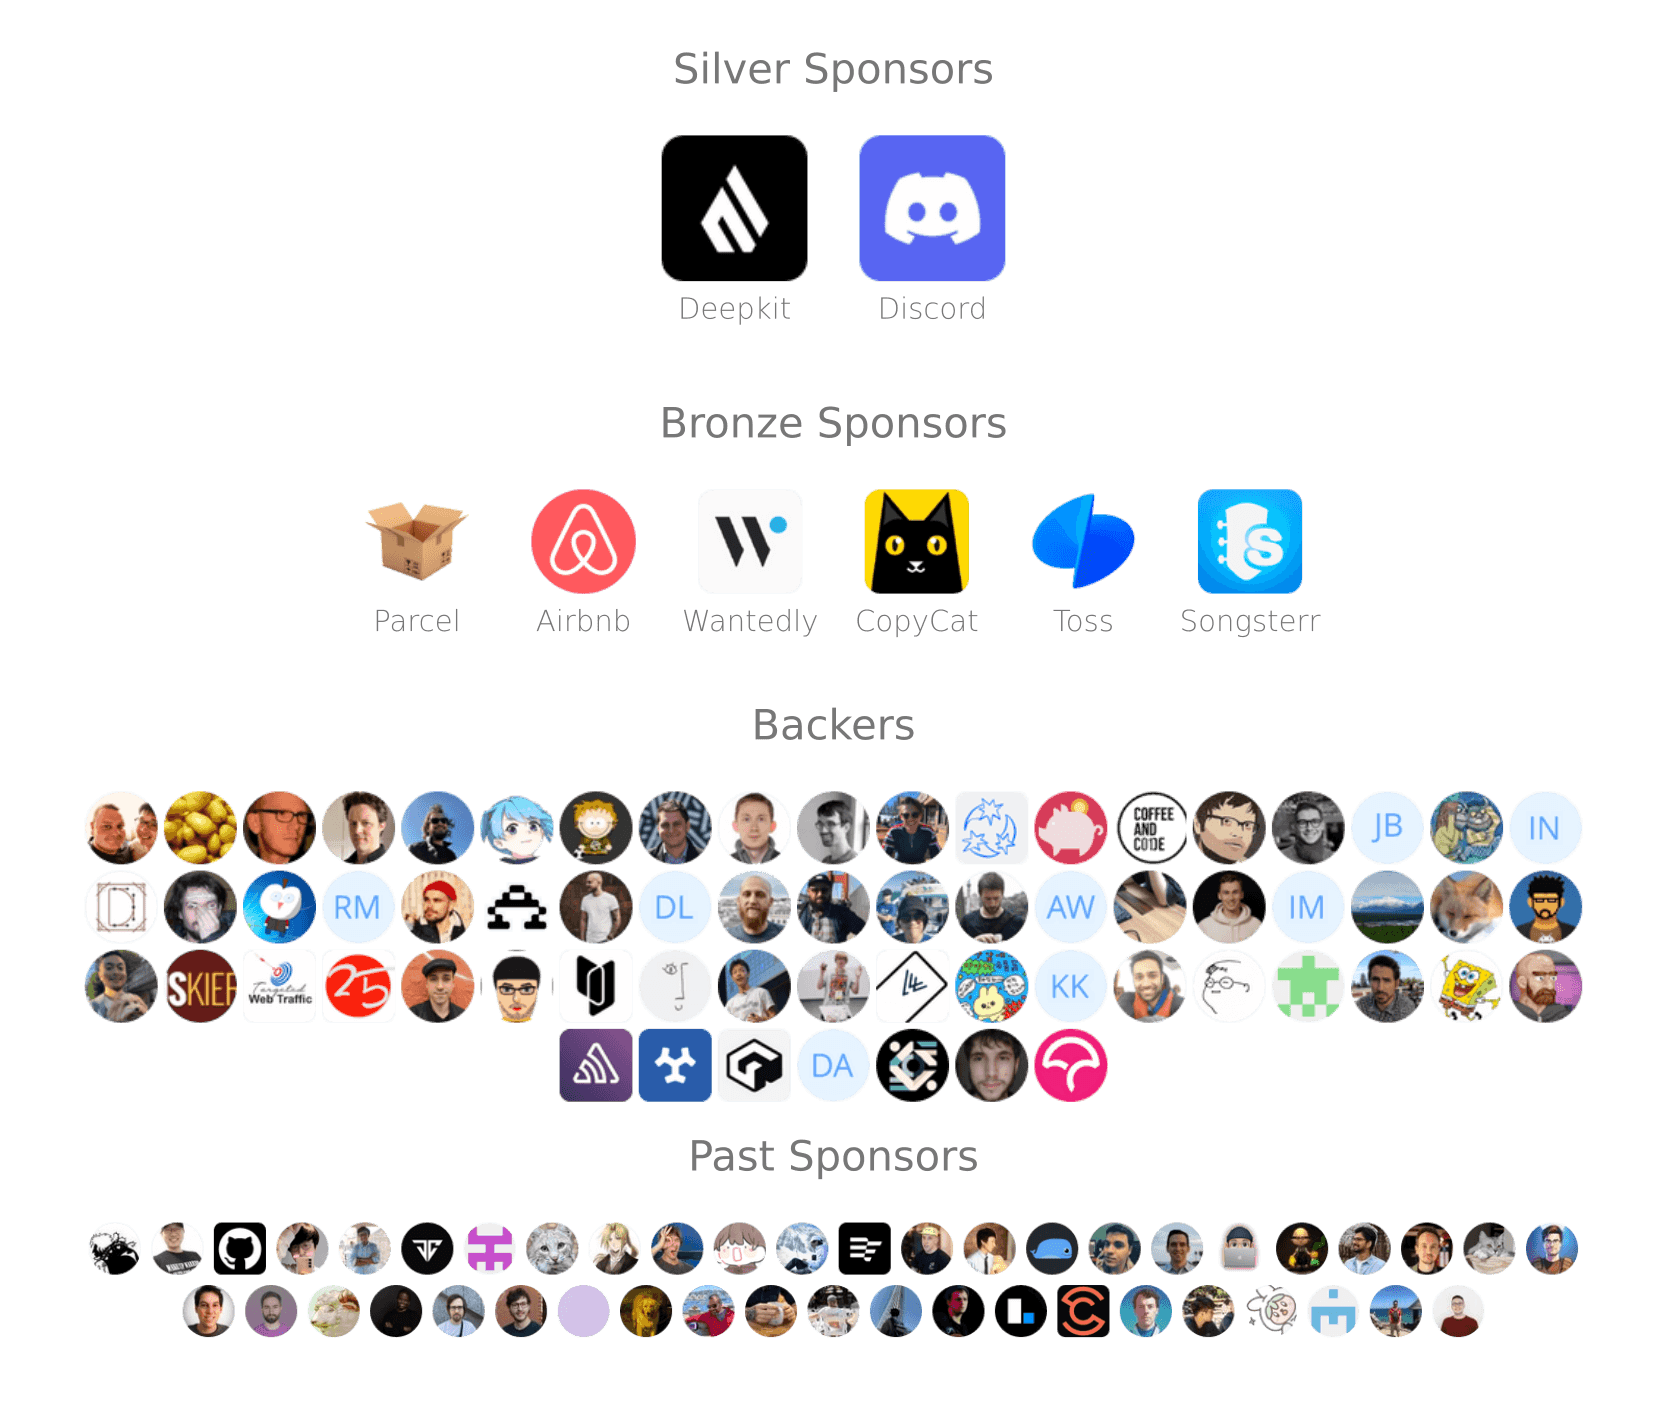 Silver Sponsors
Deepkit
Discord
Bronze Sponsors
Parcel
Airbnb
Wantedly
CopyCat
Toss
Songsterr
Backers
COFFEE
AND
CODE
JB
IN
RM
DL
AW
IM
SKIEF
25
Targeted
Web Traffic
KK
DA
Past Sponsors